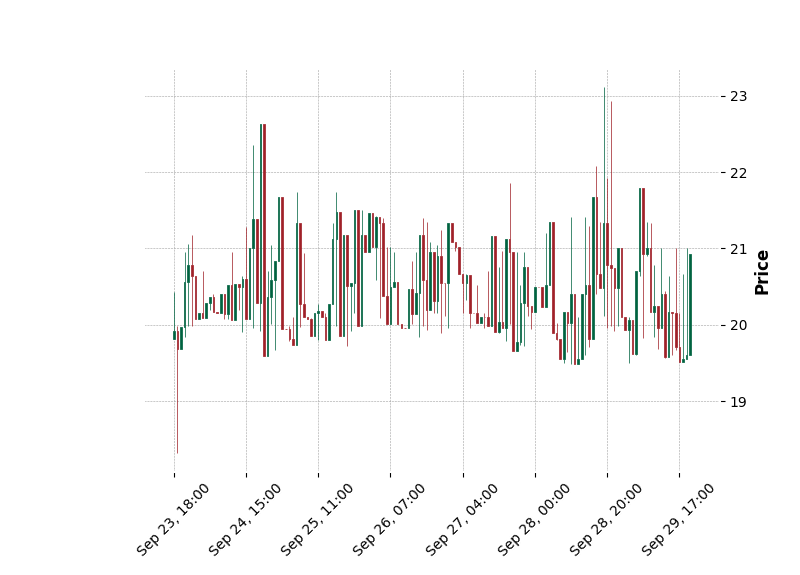 23
22
21
20
19
Price
Sep 23, 18:00
Sep 24, 15:00
Sep 25, 11:00
Sep 26, 07:00
Sep 27, 04:00
Sep 28, 00:00
Sep 28, 20:00
Sep 29, 17:00